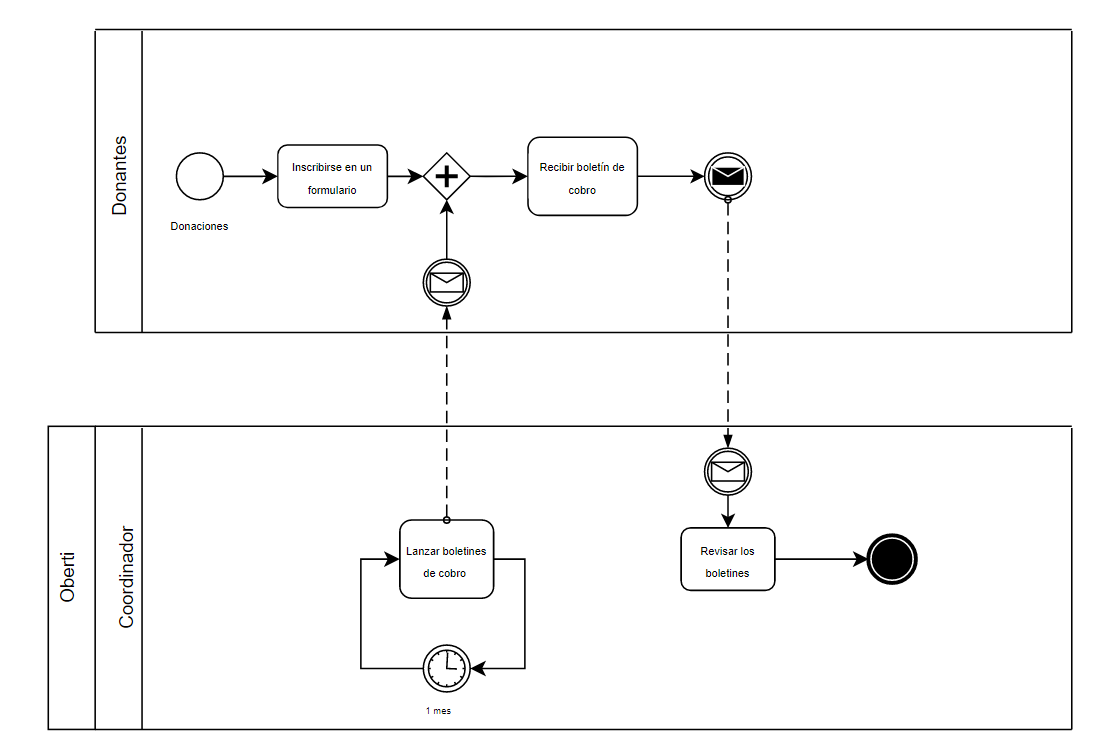 Donantes
Donaciones
Inscribirse en un
formulario
Recibir boletín de
cobro
Oberti
Coordinador
Lanzar boletines
de cobro
1 mes
Revisar los
boletines